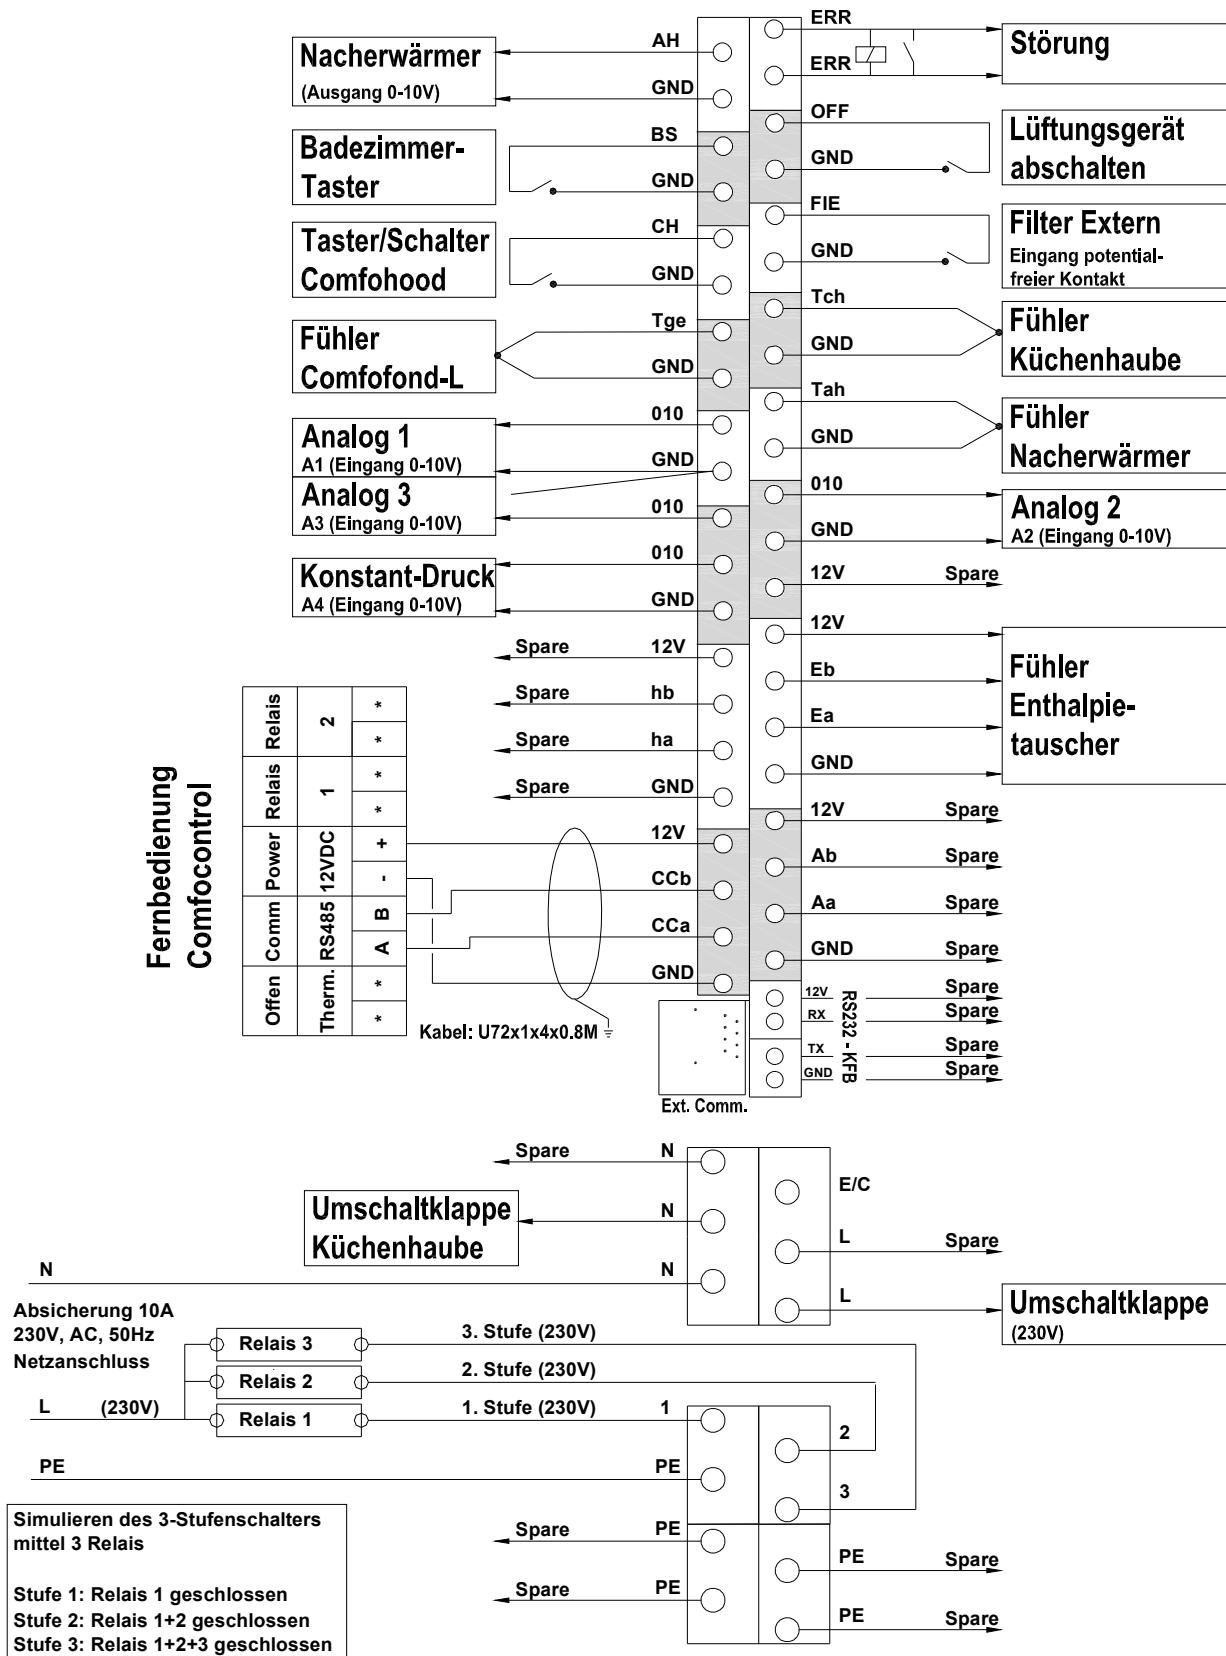 ERR
Störung
ERR
AH
Nacherwärmer
(Ausgang 0-10V)
GND
OFF
Lüftungsgerät
abschalten
GND
BS
Badezimmer-
Taster
GND
FIE
Filter Extern
Eingang potential-
freier Kontakt
GND
CH
Taster/Schalter
Comfohood
GND
Tch
Fühler
Küchenhaube
GND
Tge
Fühler
Comfofond-L
GND
Tah
Fühler
Nacherwärmer
GND
010
Analog 1
A1 (Eingang 0-10V)
GND
Analog 3
A3 (Eingang 0-10V)
010
010
Analog 2
A2 (Eingang 0-10V)
GND
12V Spare
010
Konstant-Druck
A4 (Eingang 0-10V)
GND
12V
Eb
Ea
GND
Fühler
Enthalpie-
tauscher
Spare 12V
Spare hb
Spare ha
Spare GND
12V Spare
Ab Spare
Aa Spare
GND Spare
12V
CCb
CCa
GND
Fernbedienung
Comfocontrol
Relais 2 * *
Relais 1 * *
Power 12VDC + -
Comm RS485 B A
Offen Therm. * *
Kabel: U72x1x4x0.8M
12V Spare
RX Spare
TX Spare
GND Spare
RS232 - KFB
Ext. Comm.
Spare N
E/C
Umschaltklappe
Küchenhaube
N
L Spare
N
N
L
Umschaltklappe
(230V)
Absicherung 10A
230V, AC, 50Hz
Netzanschluss
Relais 3
3. Stufe (230V)
Relais 2
2. Stufe (230V)
L (230V)
Relais 1
1. Stufe (230V)
1
2
PE
PE
3
Simulieren des 3-Stufenschalters
mittel 3 Relais
Stufe 1: Relais 1 geschlossen
Stufe 2: Relais 1+2 geschlossen
Stufe 3: Relais 1+2+3 geschlossen
Spare PE
PE Spare
Spare PE
PE Spare